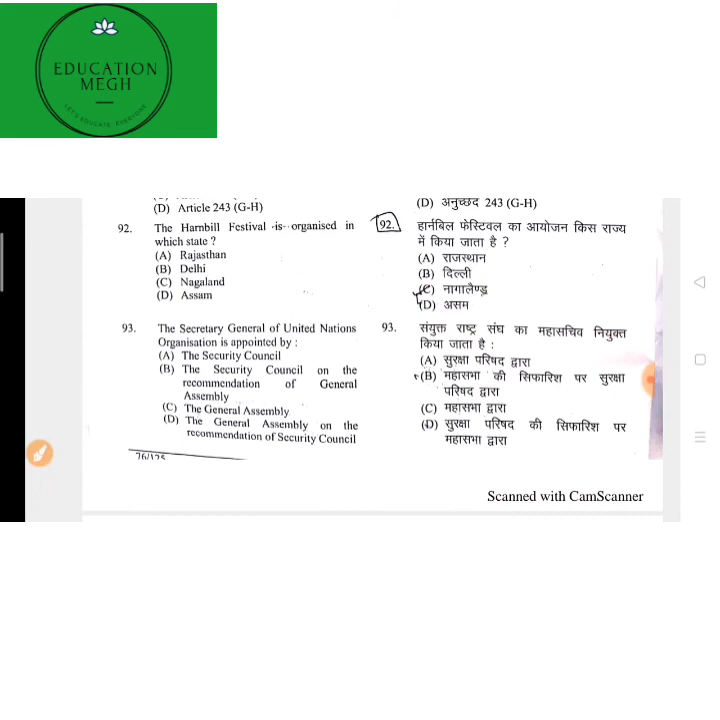 EDUCATION
MEGH
LET'S EDUCATE EVERYONE
(D) Article 243 (G-H)
92. The Harnbill Festival is organised in
which state ?
(A) Rajasthan
(B) Delhi
(C) Nagaland
(D) Assam
93. The Secretary General of United Nations
Organisation is appointed by :
(A) The Security Council
(B) The Security Council on the
recommendation of General
Assembly
(C) The General Assembly
(D) The General Assembly on the
recommendation of Security Council
76/175
(D) अनुच्छद 243 (G-H)
92. हार्नबिल फेस्टिवल का आयोजन किस राज्य
में किया जाता है ?
(A) राजस्थान
(B) दिल्ली
(C) नागालैण्ड
(D) असम
93. संयुक्त राष्ट्र संघ का महासचिव नियुक्त
किया जाता है :
(A) सुरक्षा परिषद द्वारा
(B) महासभा की सिफारिश पर सुरक्षा
परिषद द्वारा
(C) महासभा द्वारा
(D) सुरक्षा परिषद की सिफारिश पर
महासभा द्वारा
Scanned with CamScanner